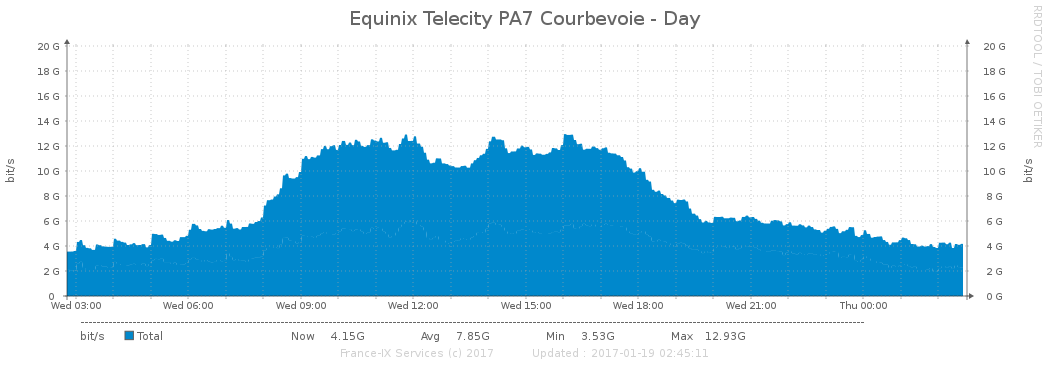 Equinix Telecity PA7 Courbevoie - Day
RRDTOOL / TOBI OETIKER
bit/s
20 G 20 G
18 G 18 G
16 G 16 G
14 G 14 G
12 G 12 G
10 G 10 G
8 G 8 G
6 G 6 G
4 G 4 G
2 G 2 G
0 0 G
bit/s
Wed 03:00 Wed 06:00 Wed 09:00 Wed 12:00 Wed 15:00 Wed 18:00 Wed 21:00 Thu 00:00
bit/s Total Now 4.15G Avg 7.85G Min 3.53G Max 12.93G
France-IX Services (c) 2017 Updated : 2017-01-19 02:45:11